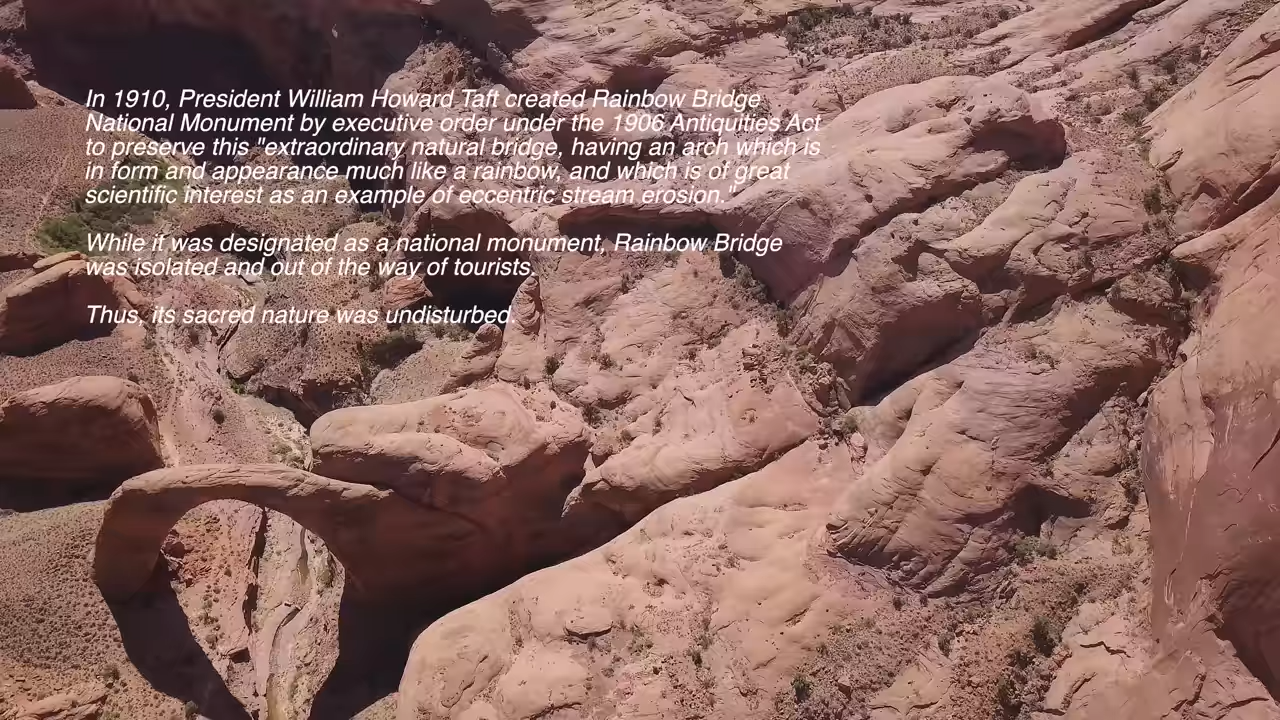 In 1910, President William Howard Taft created Rainbow Bridge
National Monument by executive order under the 1906 Antiquities Act
to preserve this "extraordinary natural bridge, having an arch which is
in form and appearance much like a rainbow, and which is of great
scientific interest as an example of eccentric stream erosion."
While it was designated as a national monument, Rainbow Bridge
was isolated and out of the way of tourists.
Thus, its sacred nature was undisturbed.